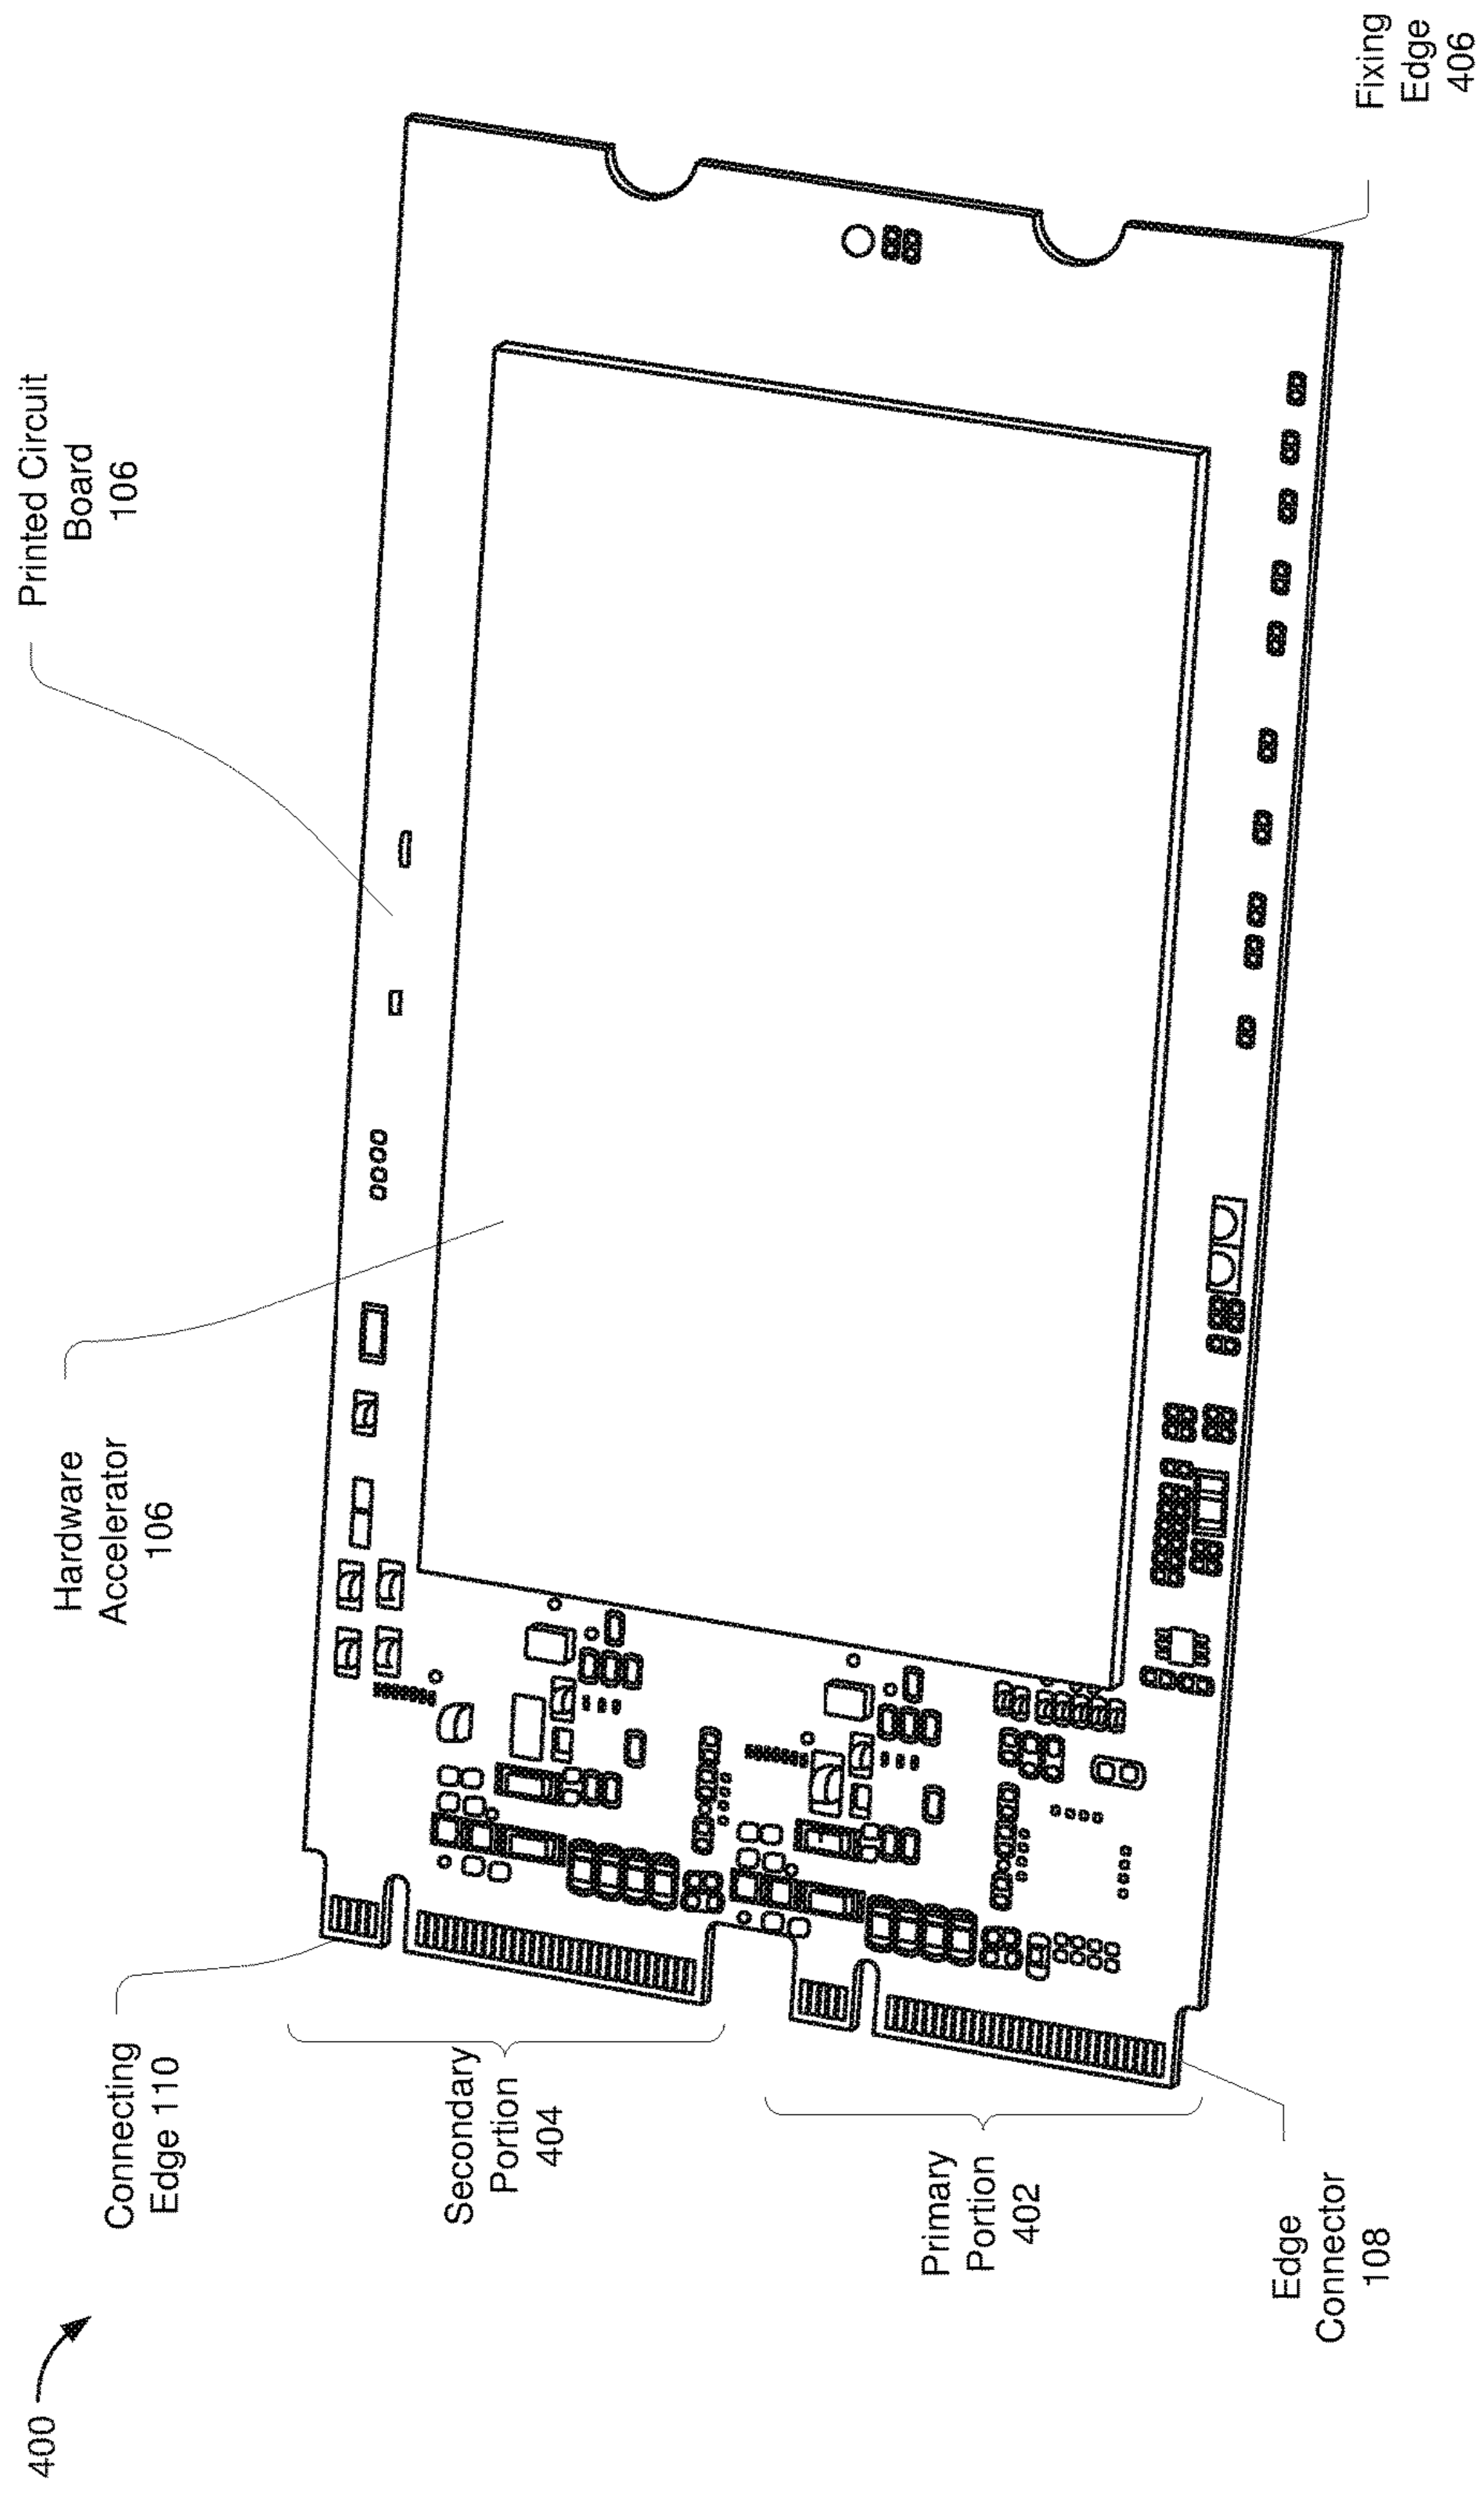 400
Connecting
Edge 110
Hardware
Accelerator
106
Printed Circuit
Board
106
Secondary
Portion
404
Primary
Portion
402
Edge
Connector
108
Fixing
Edge
406